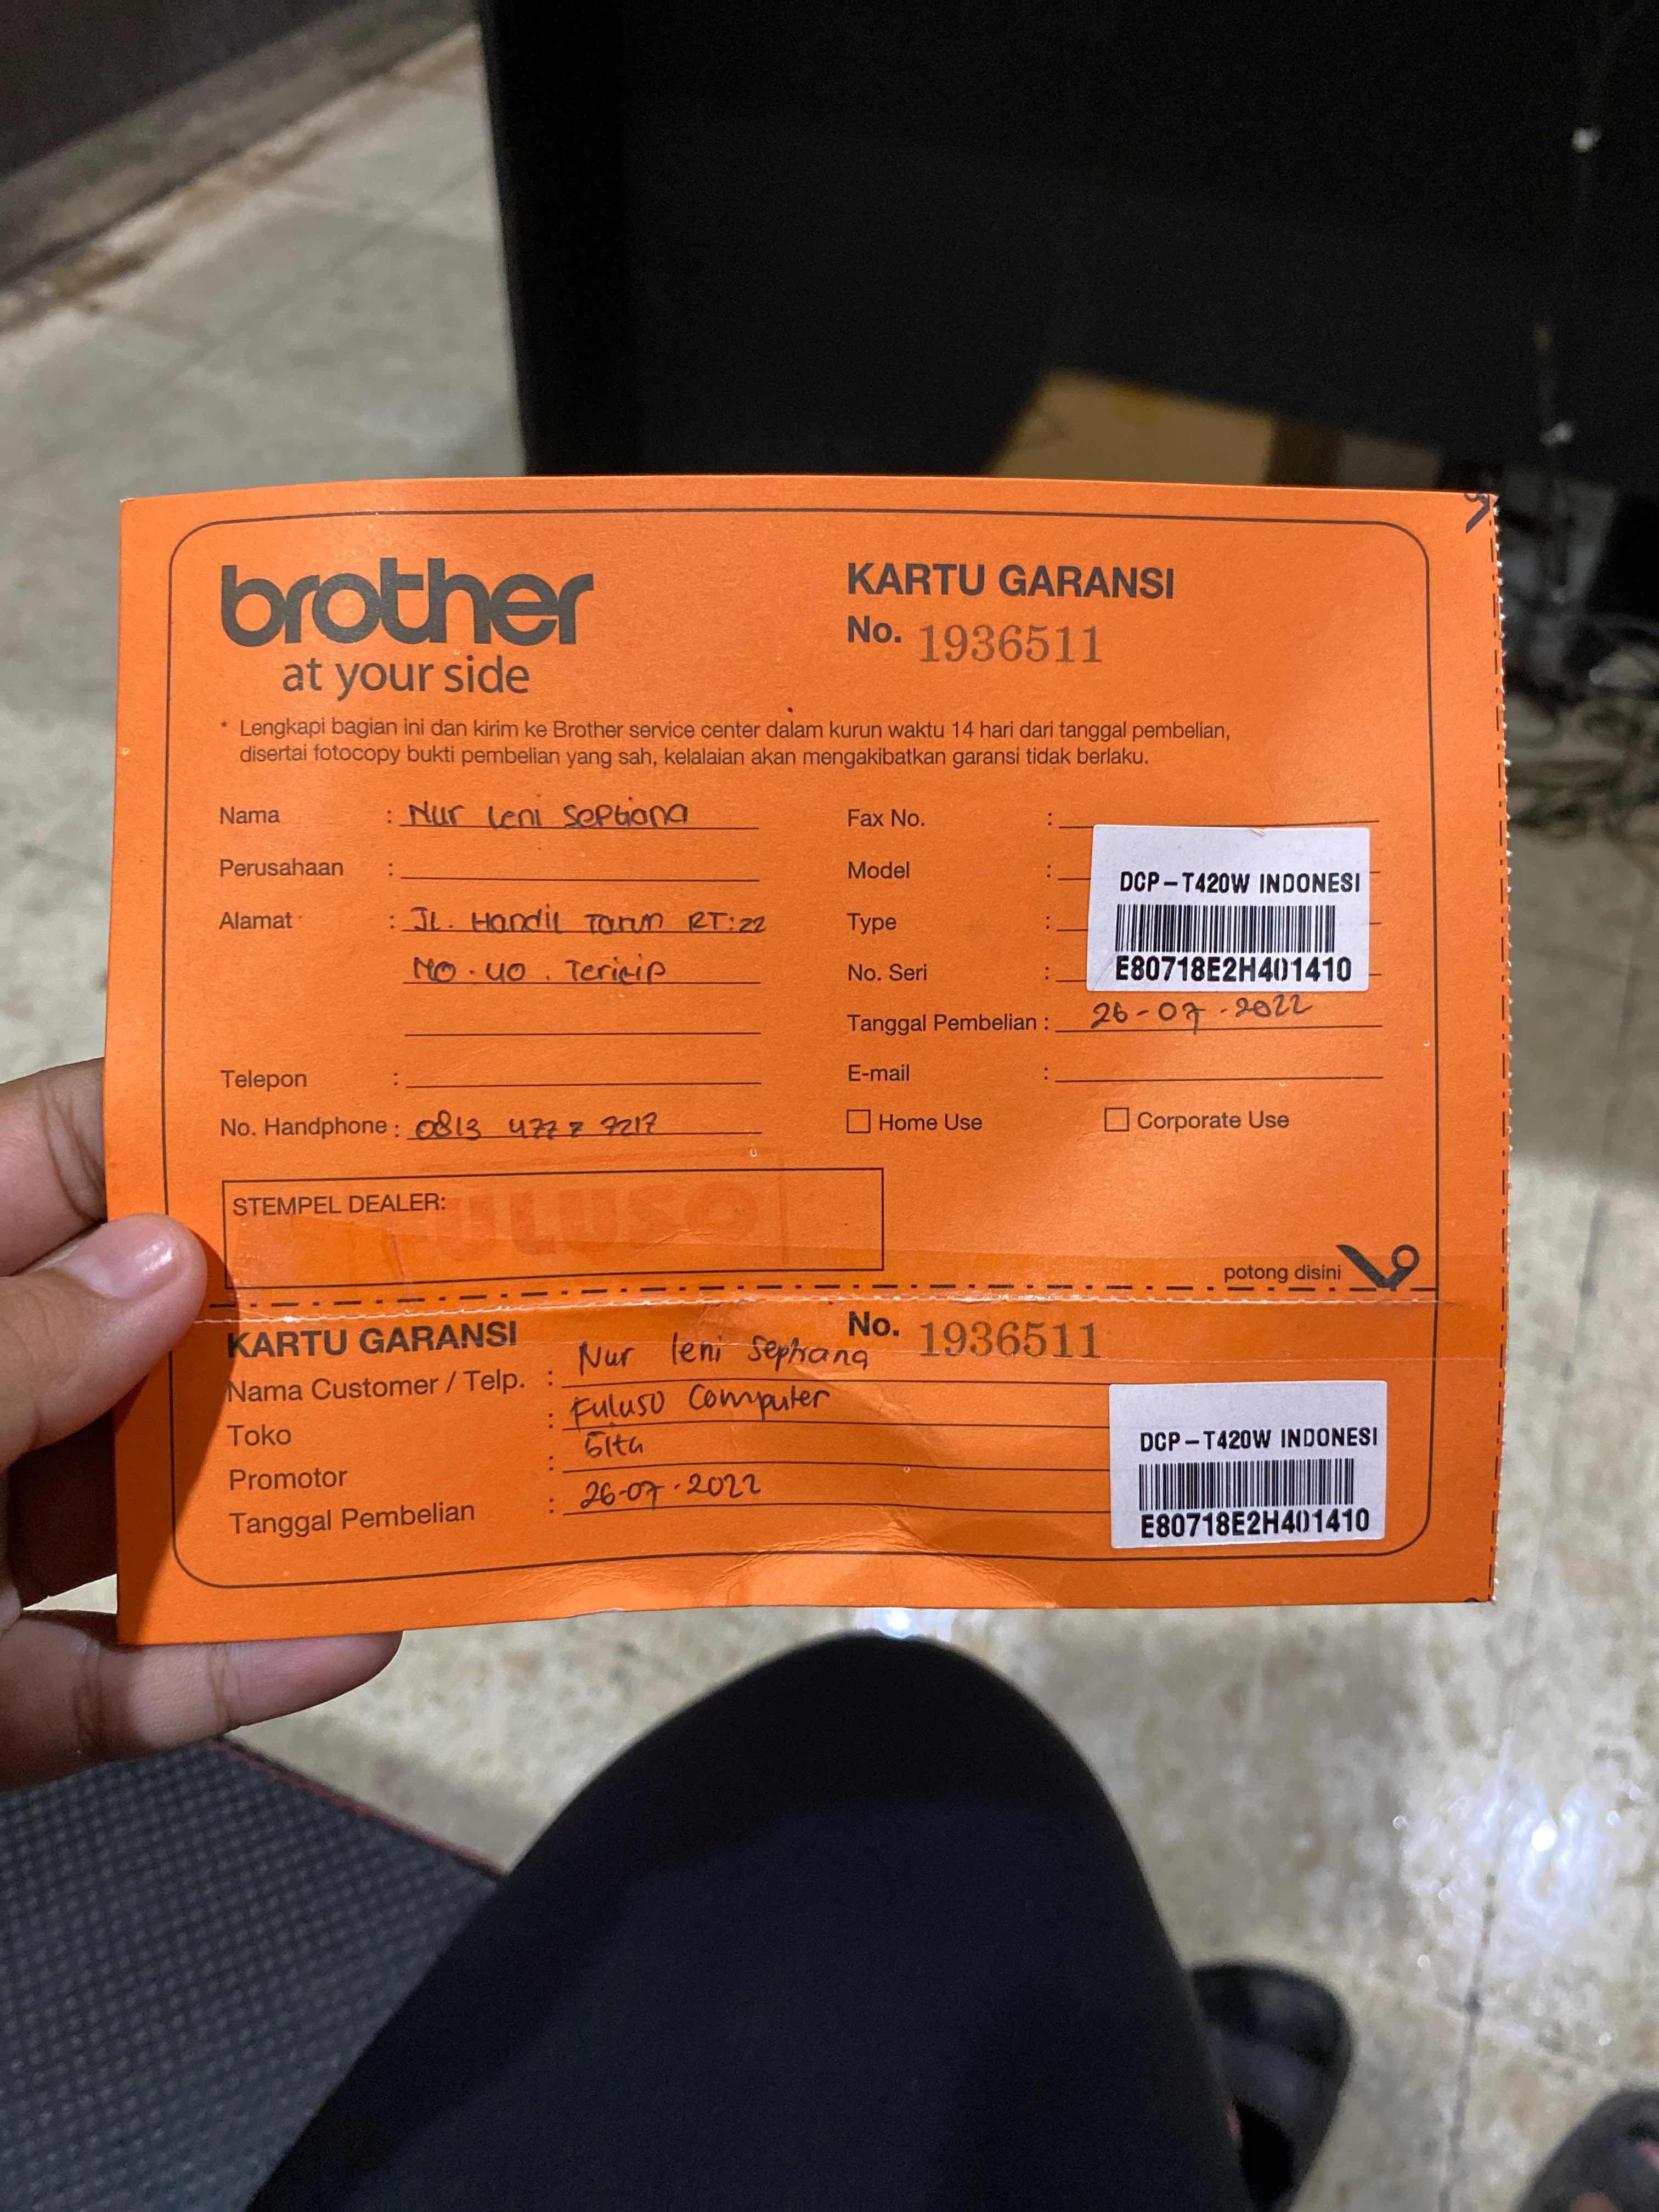 brother
at your side
KARTU GARANSI
No. 1936511
* Lengkapi bagian ini dan kirim ke Brother service center dalam kurun waktu 14 hari dari tanggal pembelian,
disertai fotocopy bukti pembelian yang sah, kelalaian akan mengakibatkan garansi tidak berlaku.
Nama : Nur leni Septiana
Perusahaan :
Alamat : JL. Handil Tarun RT:22
NO. 40. Teritip
Telepon :
No. Handphone : 0813 4777 7217
Fax No. :
Model :
Type :
No. Seri :
DCP-T420W INDONESI
E80718E2H401410
Tanggal Pembelian : 26-07-2022
E-mail :
Home Use Corporate Use
STEMPEL DEALER:
FULUSO
potong disini
KARTU GARANSI No. 1936511
Nama Customer / Telp. : Nur leni Septiana
Toko : Fuluso Computer
Promotor :
Tanggal Pembelian : 26-07-2022
DCP-T420W INDONESI
E80718E2H401410